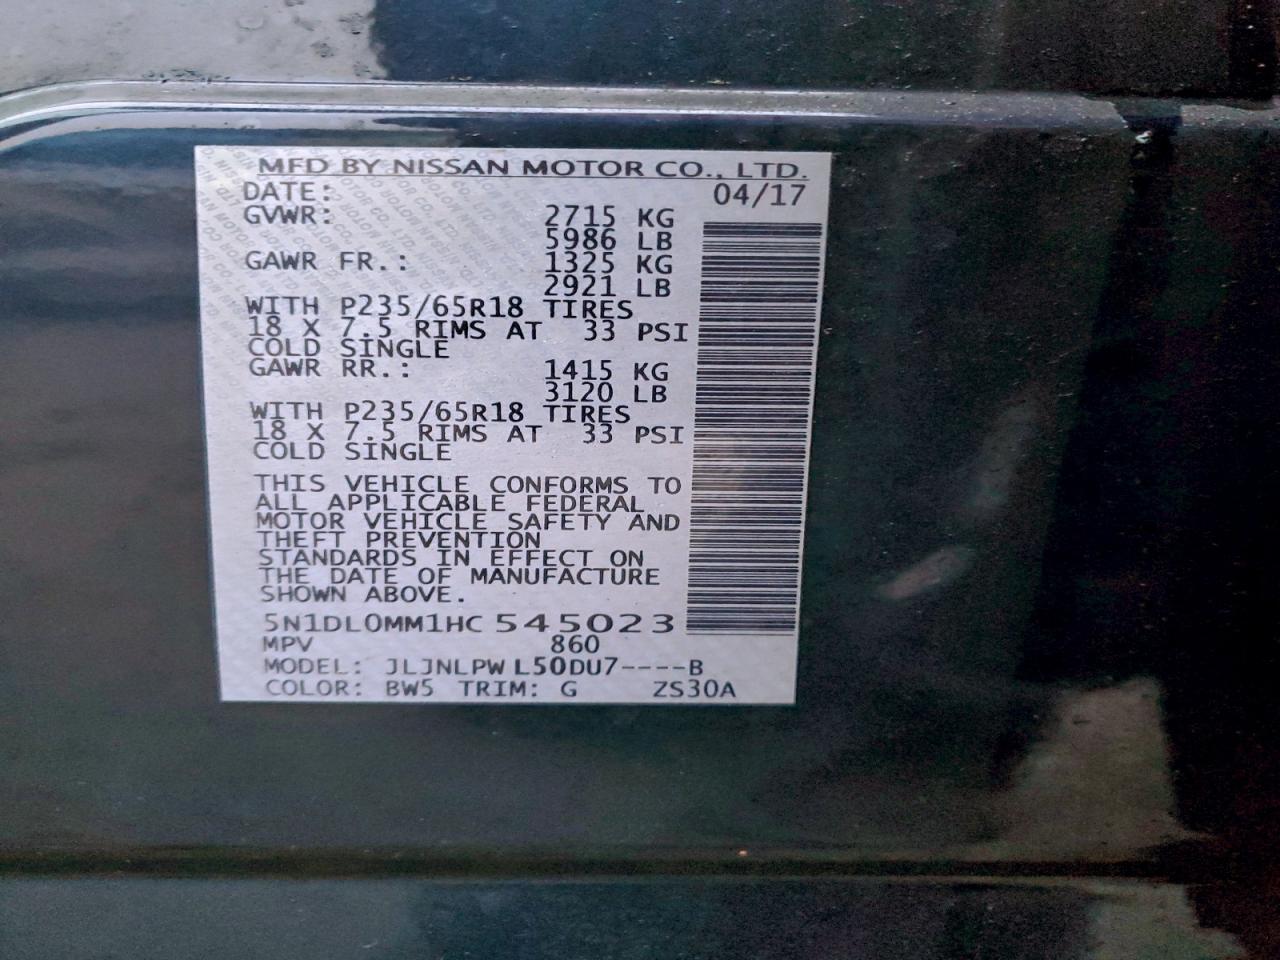 MFD BY NISSAN MOTOR CO., LTD.
DATE: 04/17
GVWR: 2715 KG
5986 LB
GAWR FR.: 1325 KG
2921 LB
WITH P235/65R18 TIRES
18 X 7.5 RIMS AT 33 PSI
COLD SINGLE
GAWR RR.: 1415 KG
3120 LB
WITH P235/65R18 TIRES
18 X 7.5 RIMS AT 33 PSI
COLD SINGLE
THIS VEHICLE CONFORMS TO
ALL APPLICABLE FEDERAL
MOTOR VEHICLE SAFETY AND
THEFT PREVENTION
STANDARDS IN EFFECT ON
THE DATE OF MANUFACTURE
SHOWN ABOVE.
5N1DL0MM1HC 545023
MPV 860
MODEL: JLJNLPW L50DU7----B
COLOR: BW5 TRIM: G ZS30A